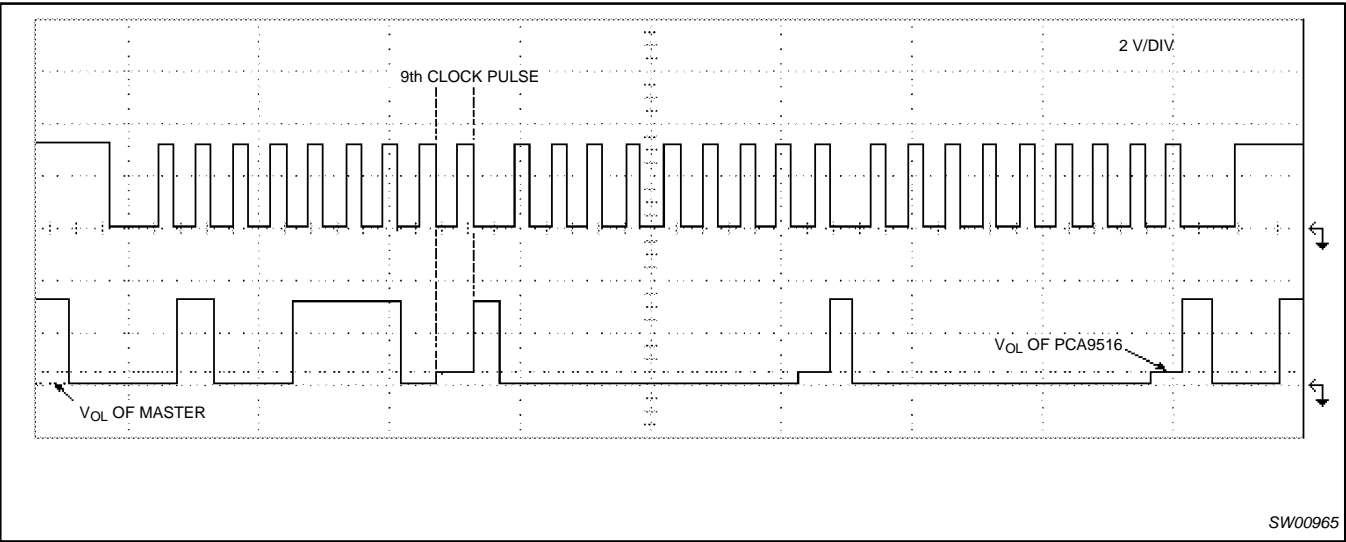 2 V/DIV
9th CLOCK PULSE
VOL OF PCA9516
VOL OF MASTER
SW00965